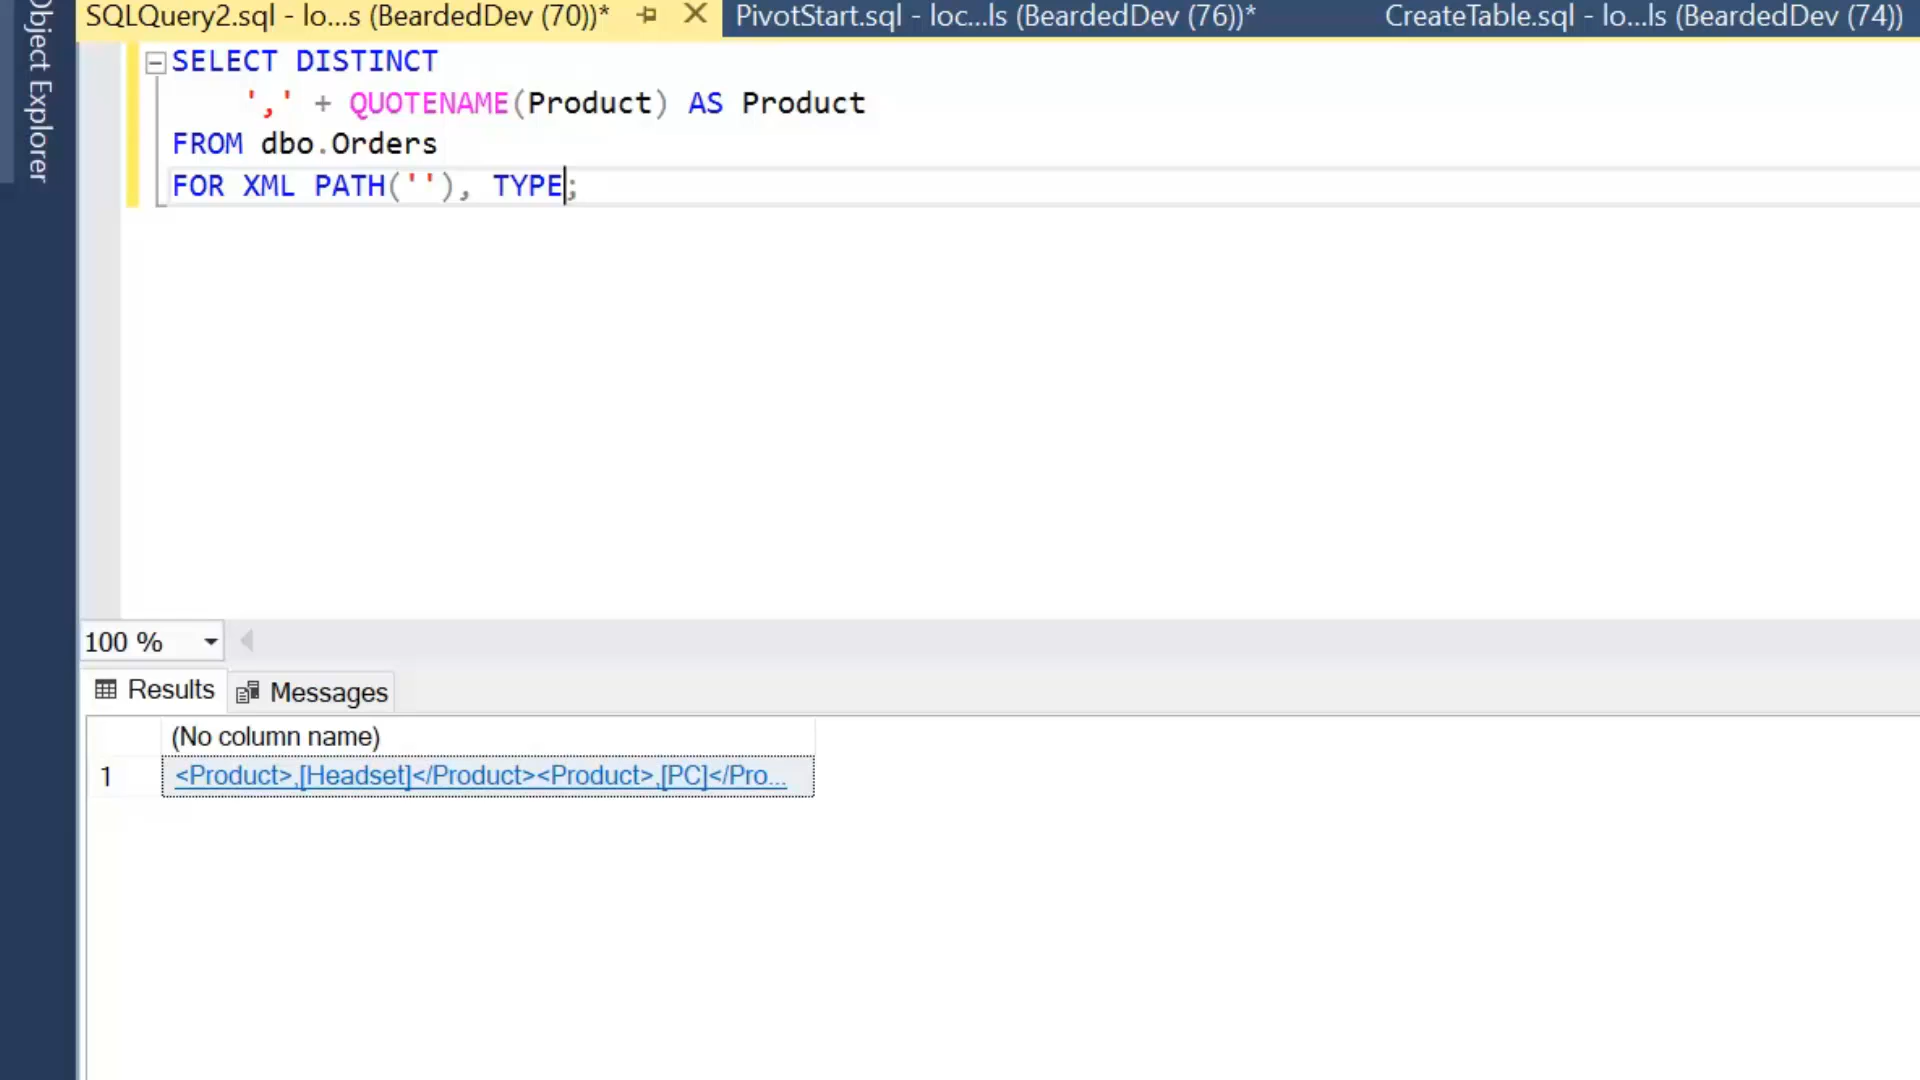 SQLQuery2.sql - lo...s (BeardedDev (70))*
PivotStart.sql - loc...ls (BeardedDev (76))*
CreateTable.sql - lo...ls (BeardedDev (74))
Object Explorer
SELECT DISTINCT
',' + QUOTENAME(Product) AS Product
FROM dbo.Orders
FOR XML PATH(''), TYPE;
100 %
Results
Messages
(No column name)
1 <Product>,[Headset]</Product><Product>,[PC]</Pro...